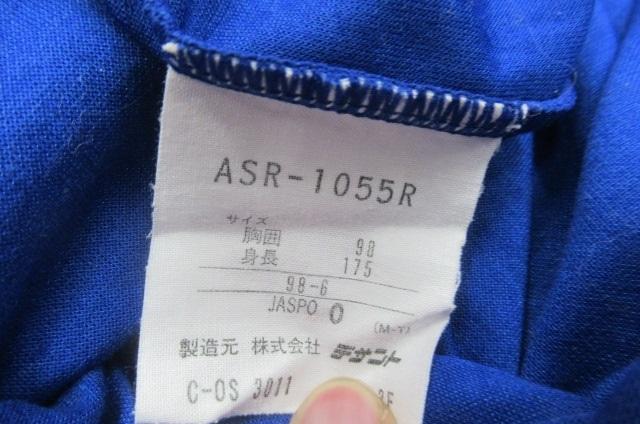 ASR-1055R
サイズ
胸囲 98
身長 175
98-6
JASPO O
(M-Y)
製造元 株式会社 デサント
C-OS 3011